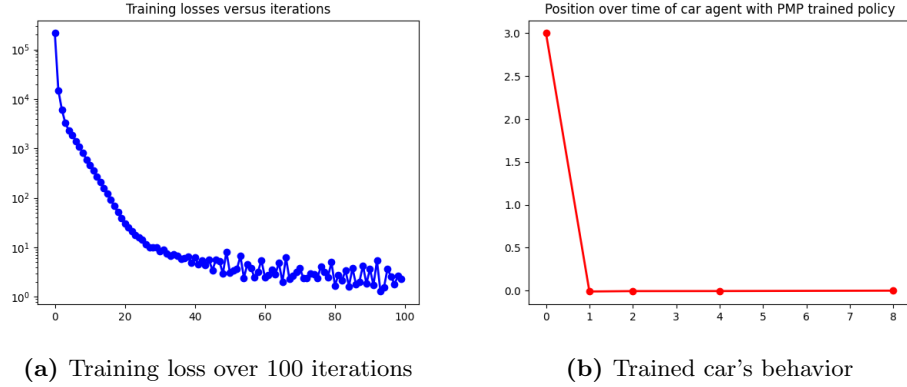 Training losses versus iterations
10^5
10^4
10^3
10^2
10^1
10^0
0 20 40 60 80 100
Position over time of car agent with PMP trained policy
3.0
2.5
2.0
1.5
1.0
0.5
0.0
0 1 2 3 4 5 6 7 8
(a) Training loss over 100 iterations
(b) Trained car's behavior